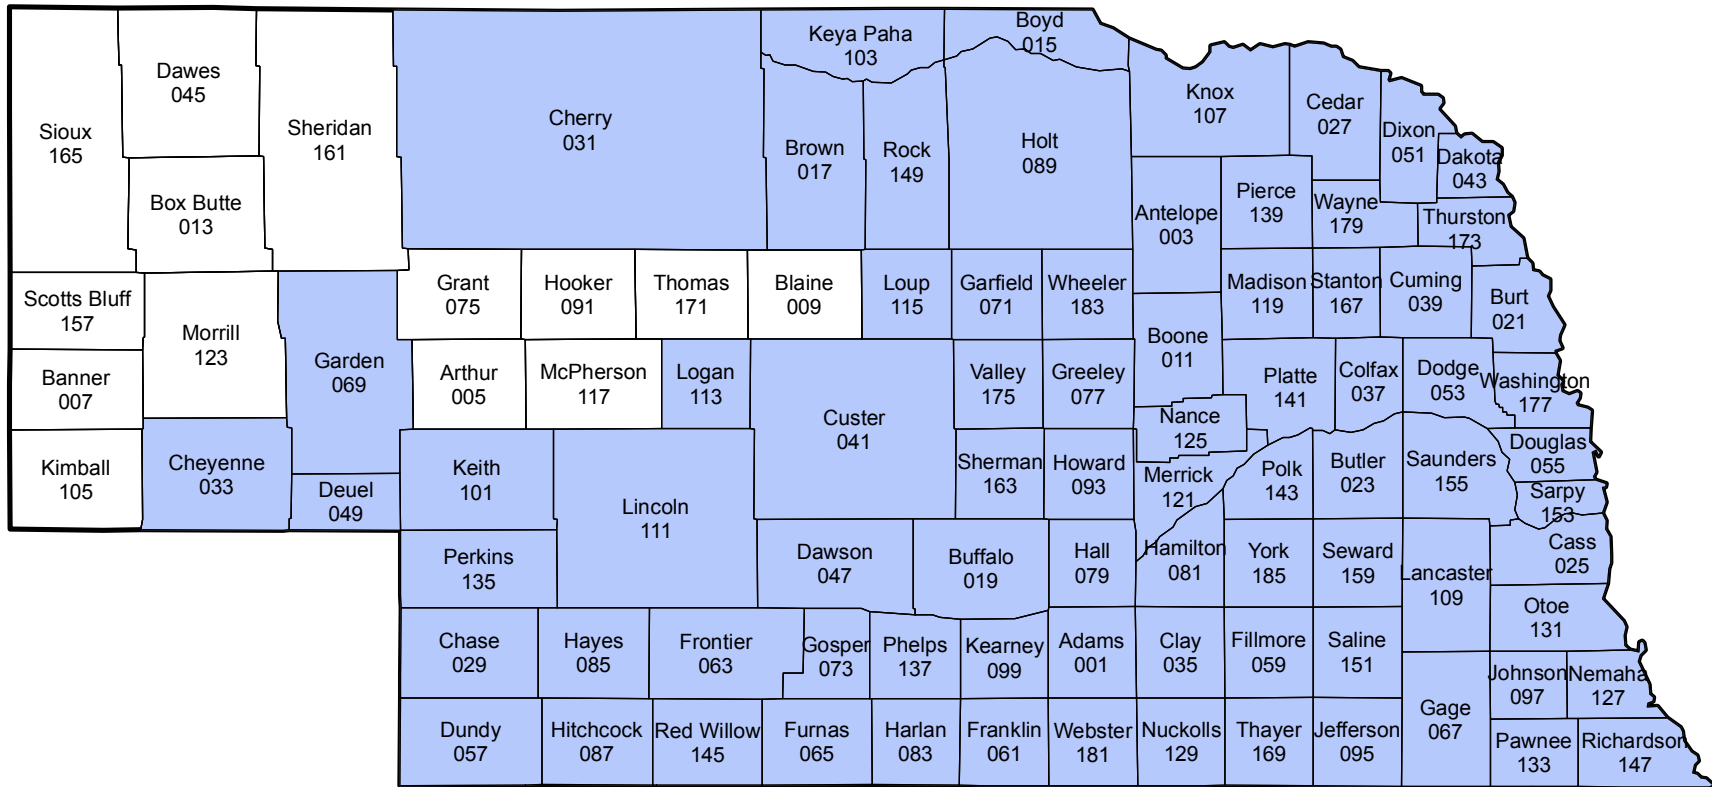 Boyd
015
Keya Paha
103
Dawes
045
Knox
107
Cedar
027
Sioux
165
Sheridan
161
Cherry
031
Brown
017
Rock
149
Holt
089
Dixon
051
Dakota
043
Box Butte
013
Antelope
003
Pierce
139
Wayne
179
Thurston
173
Scotts Bluff
157
Grant
075
Hooker
091
Thomas
171
Blaine
009
Loup
115
Garfield
071
Wheeler
183
Madison
119
Stanton
167
Cuming
039
Burt
021
Morrill
123
Garden
069
Boone
011
Banner
007
Arthur
005
McPherson
117
Logan
113
Valley
175
Greeley
077
Platte
141
Colfax
037
Dodge
053
Washington
177
Custer
041
Nance
125
Kimball
105
Cheyenne
033
Deuel
049
Keith
101
Lincoln
111
Sherman
163
Howard
093
Merrick
121
Polk
143
Butler
023
Saunders
155
Douglas
055
Sarpy
153
Perkins
135
Dawson
047
Buffalo
019
Hall
079
Hamilton
081
York
185
Seward
159
Lancaster
109
Cass
025
Otoe
131
Chase
029
Hayes
085
Frontier
063
Gosper
073
Phelps
137
Kearney
099
Adams
001
Clay
035
Fillmore
059
Saline
151
Johnson
097
Nemaha
127
Dundy
057
Hitchcock
087
Red Willow
145
Furnas
065
Harlan
083
Franklin
061
Webster
181
Nuckolls
129
Thayer
169
Jefferson
095
Gage
067
Pawnee
133
Richardson
147